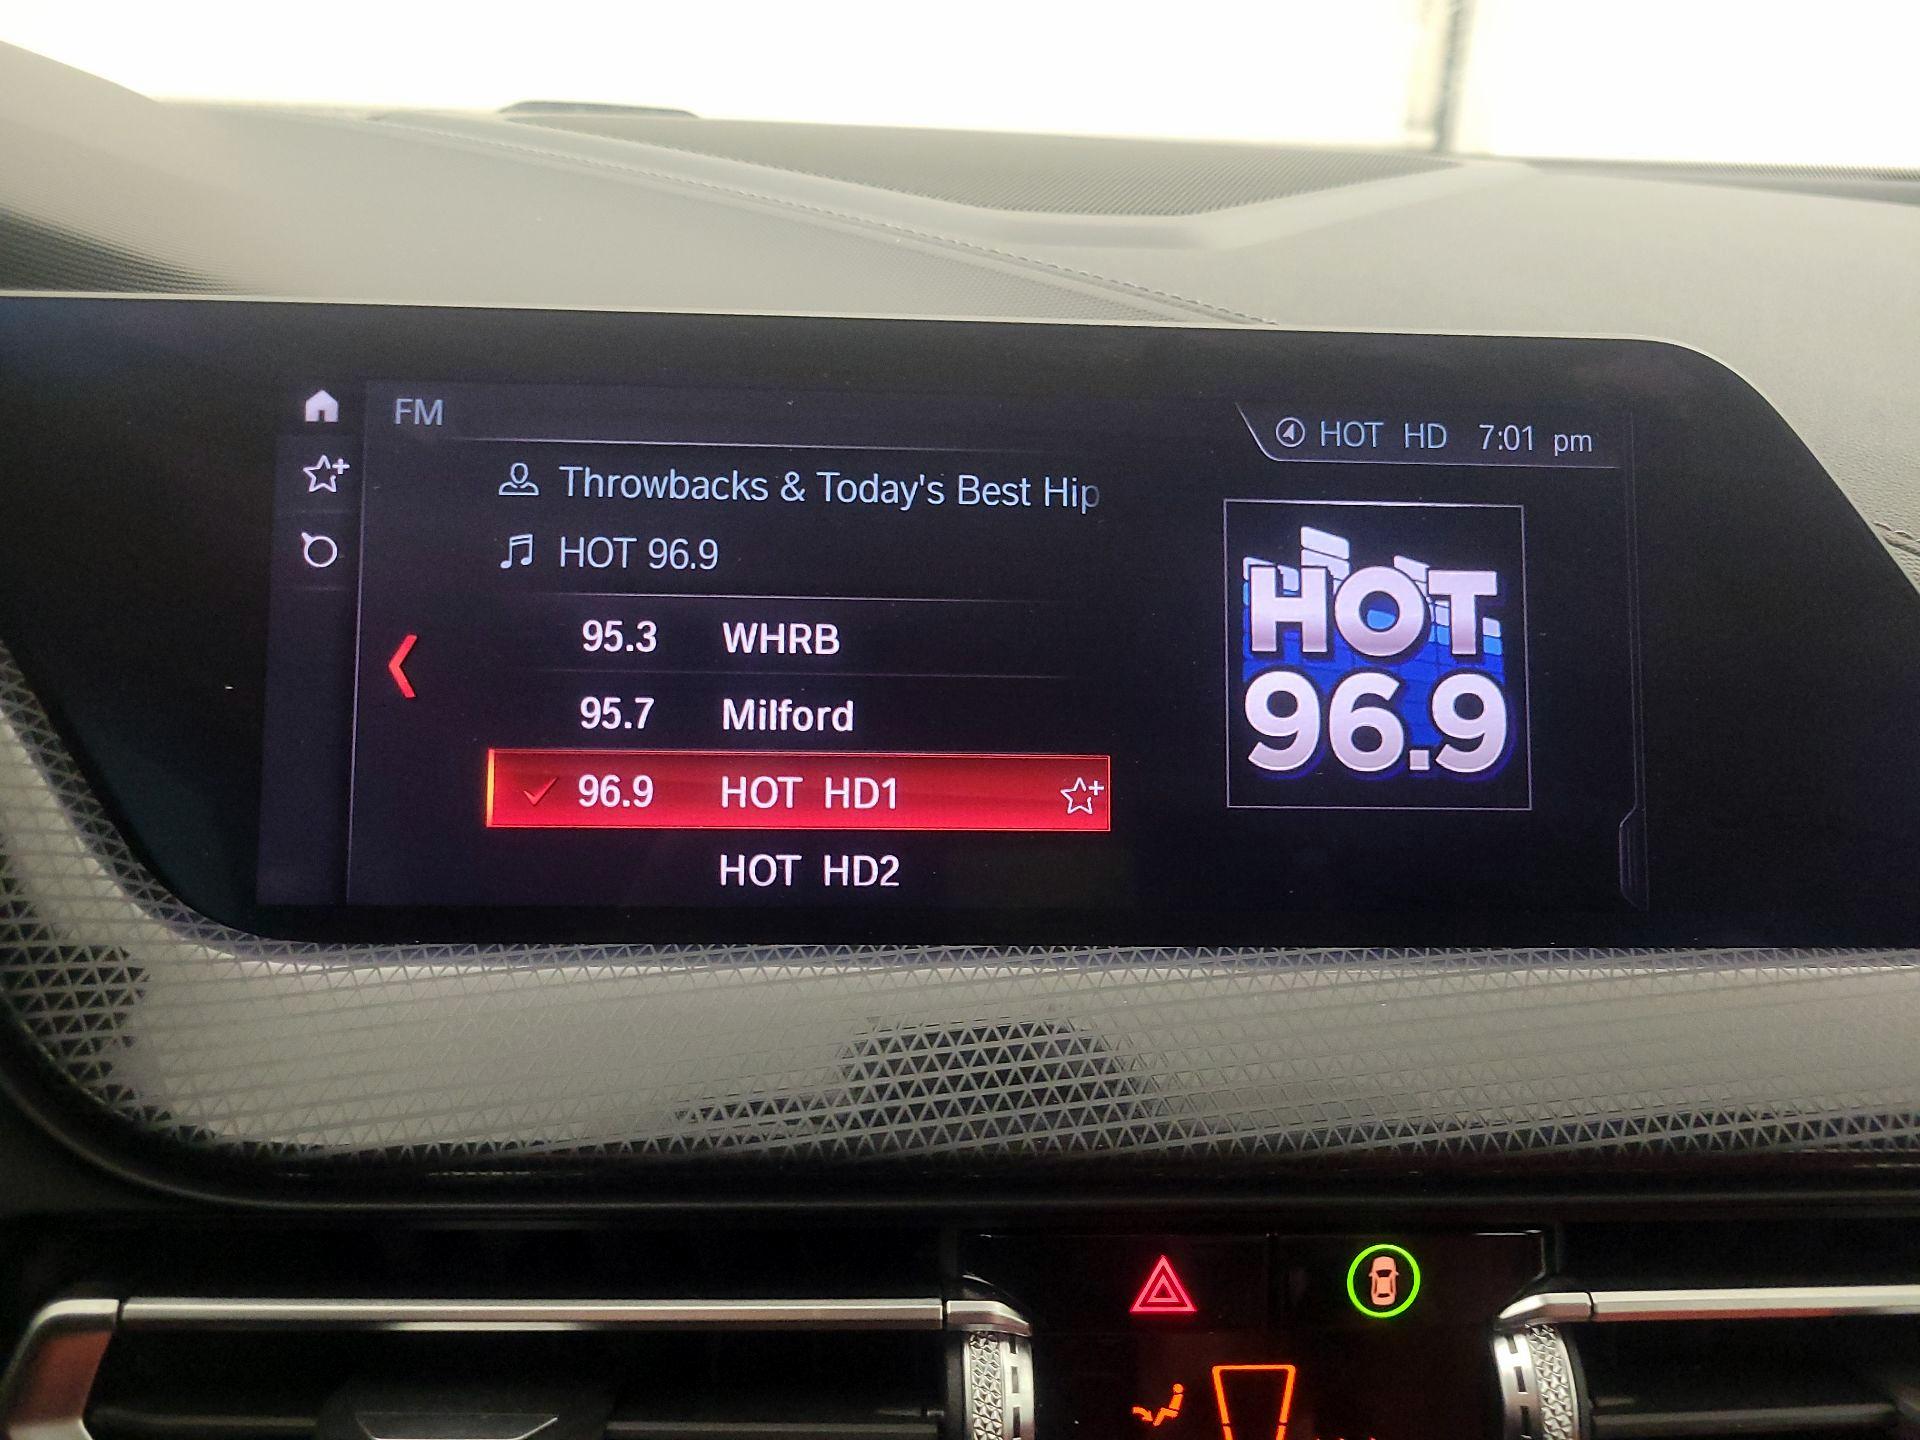 FM
HOT HD 7:01 pm
Throwbacks & Today's Best Hip
HOT 96.9
95.3 WHRB
95.7 Milford
96.9 HOT HD1
HOT HD2
HOT
96.9